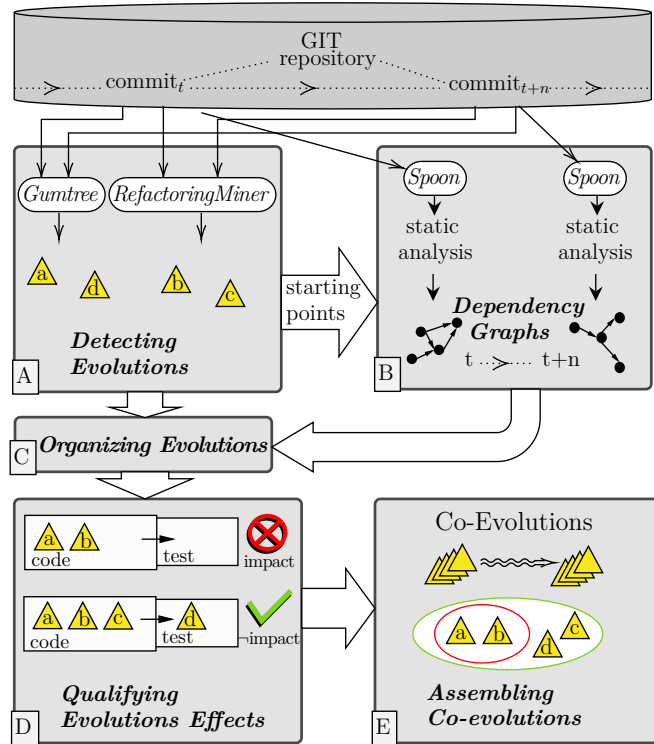 GIT
repository
commit_t
commit_{t+n}
Gumtree
RefactoringMiner
a
d
b
c
Detecting
Evolutions
A
starting
points
Spoon
Spoon
static
analysis
static
analysis
Dependency
Graphs
t
t+n
B
C
Organizing Evolutions
a
b
code
test
impact
a
b
c
d
code
test
¬impact
Qualifying
Evolutions Effects
D
Co-Evolutions
a
b
d
c
Assembling
Co-evolutions
E